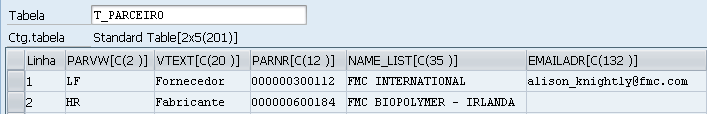 Tabela T_PARCEIRO
Ctg.tabela Standard Table[2x5(201)]
Linha PARVW[C(2 )] VTEXT[C(20 )] PARNR[C(12 )] NAME_LIST[C(35 )] EMAILADR[C(132 )]
1 LF Fornecedor 000000300112 FMC INTERNATIONAL alison_knightly@fmc.com
2 HR Fabricante 000000600184 FMC BIOPOLYMER - IRLANDA